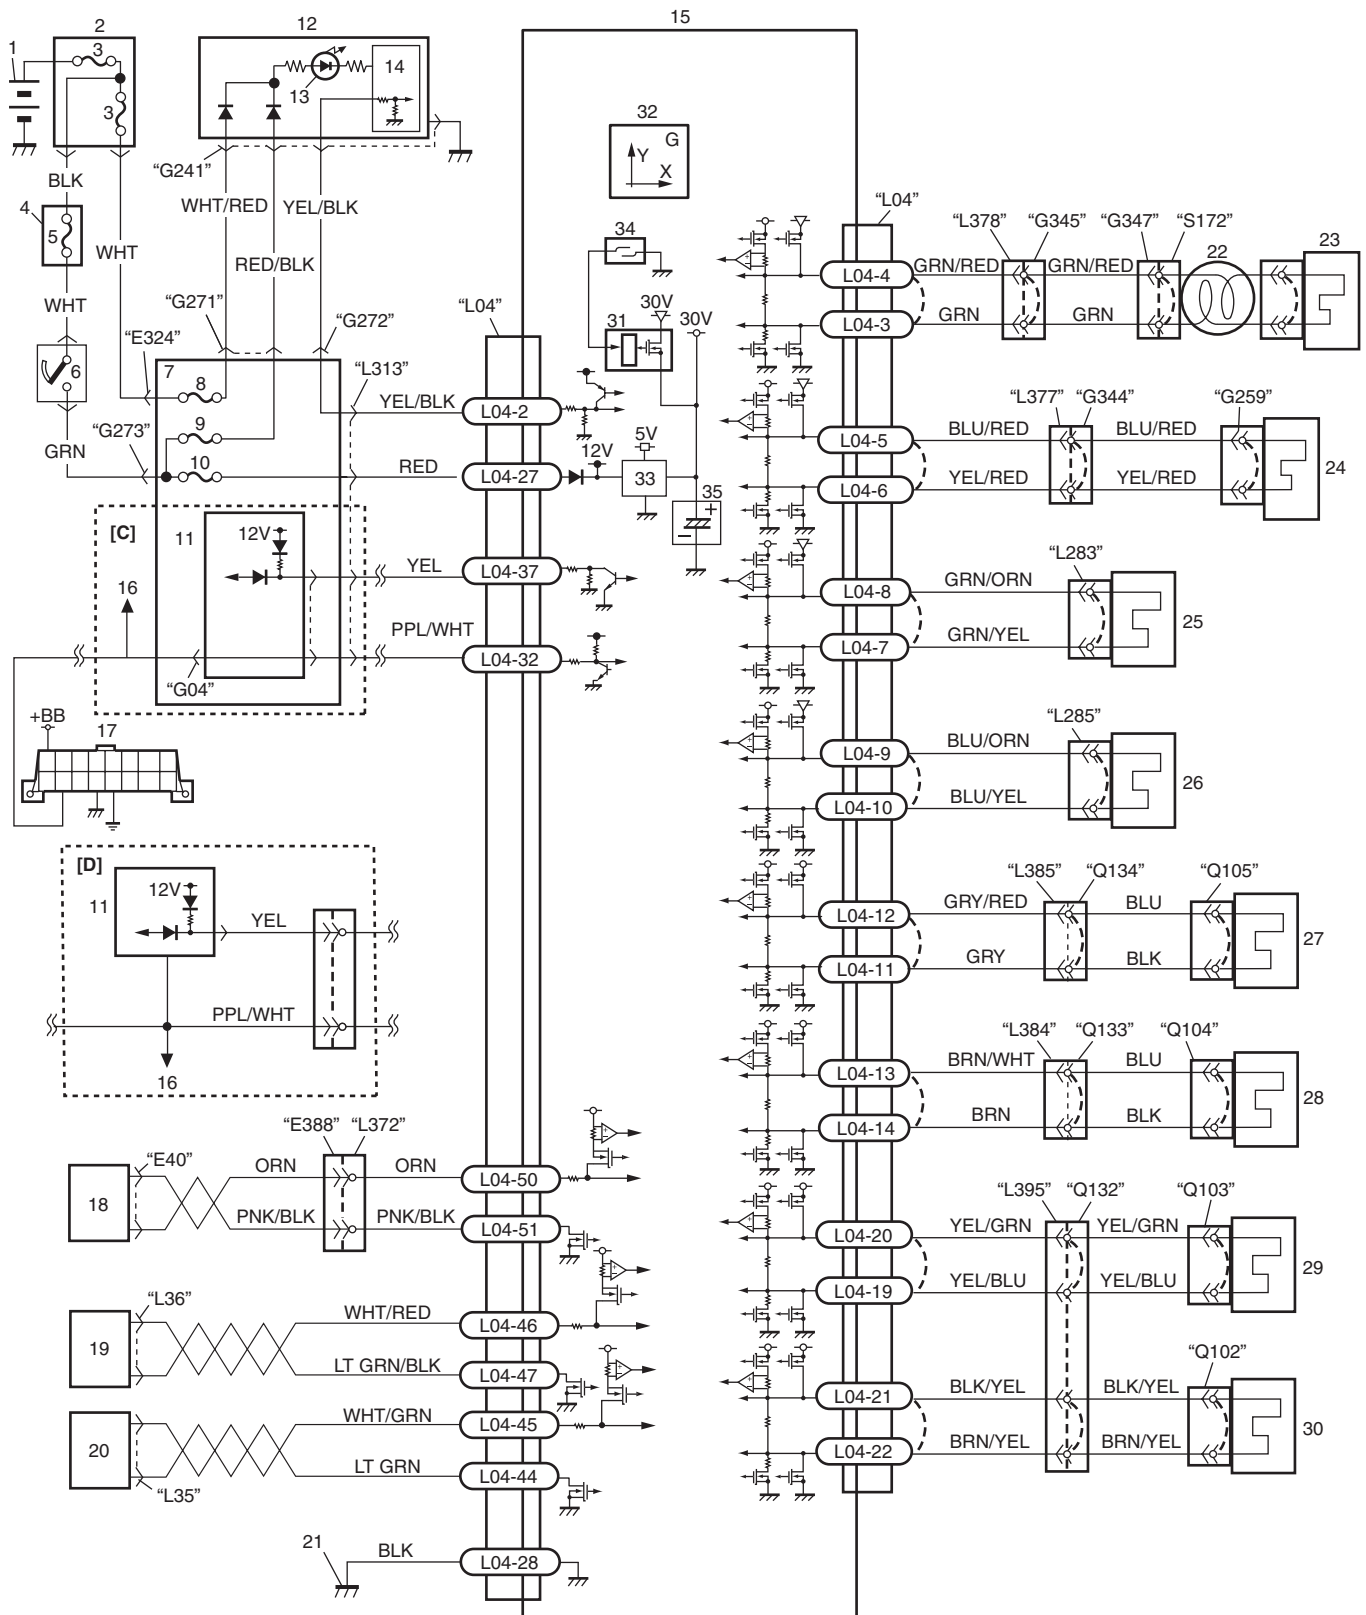 15
1
2
3
3
12
13
14
"G241"
BLK
4
5
WHT
WHT/RED
YEL/BLK
RED/BLK
WHT
6
GRN
"G271"
"G272"
"E324"
"G273"
7
8
9
10
"L313"
"L04"
YEL/BLK
L04-2
RED
L04-27
12V
5V
33
35
+
−
32
G
Y
X
34
31
30V
30V
[C]
11
12V
16
YEL
L04-37
PPL/WHT
L04-32
"G04"
+BB
17
[D]
11
12V
YEL
PPL/WHT
16
"E388"
"L372"
18
"E40"
ORN
ORN
L04-50
PNK/BLK
PNK/BLK
L04-51
19
"L36"
WHT/RED
L04-46
LT GRN/BLK
L04-47
20
WHT/GRN
L04-45
LT GRN
L04-44
"L35"
21
BLK
L04-28
"L04"
"L378"
"G345"
"G347"
"S172"
22
23
L04-4
GRN/RED
GRN/RED
L04-3
GRN
GRN
"L377"
"G344"
"G259"
L04-5
BLU/RED
BLU/RED
24
L04-6
YEL/RED
YEL/RED
"L283"
L04-8
GRN/ORN
25
L04-7
GRN/YEL
"L285"
L04-9
BLU/ORN
26
L04-10
BLU/YEL
"L385"
"Q134"
"Q105"
L04-12
GRY/RED
BLU
27
L04-11
GRY
BLK
"L384"
"Q133"
"Q104"
L04-13
BRN/WHT
BLU
28
L04-14
BRN
BLK
"L395"
"Q132"
"Q103"
L04-20
YEL/GRN
YEL/GRN
29
L04-19
YEL/BLU
YEL/BLU
"Q102"
L04-21
BLK/YEL
BLK/YEL
30
L04-22
BRN/YEL
BRN/YEL